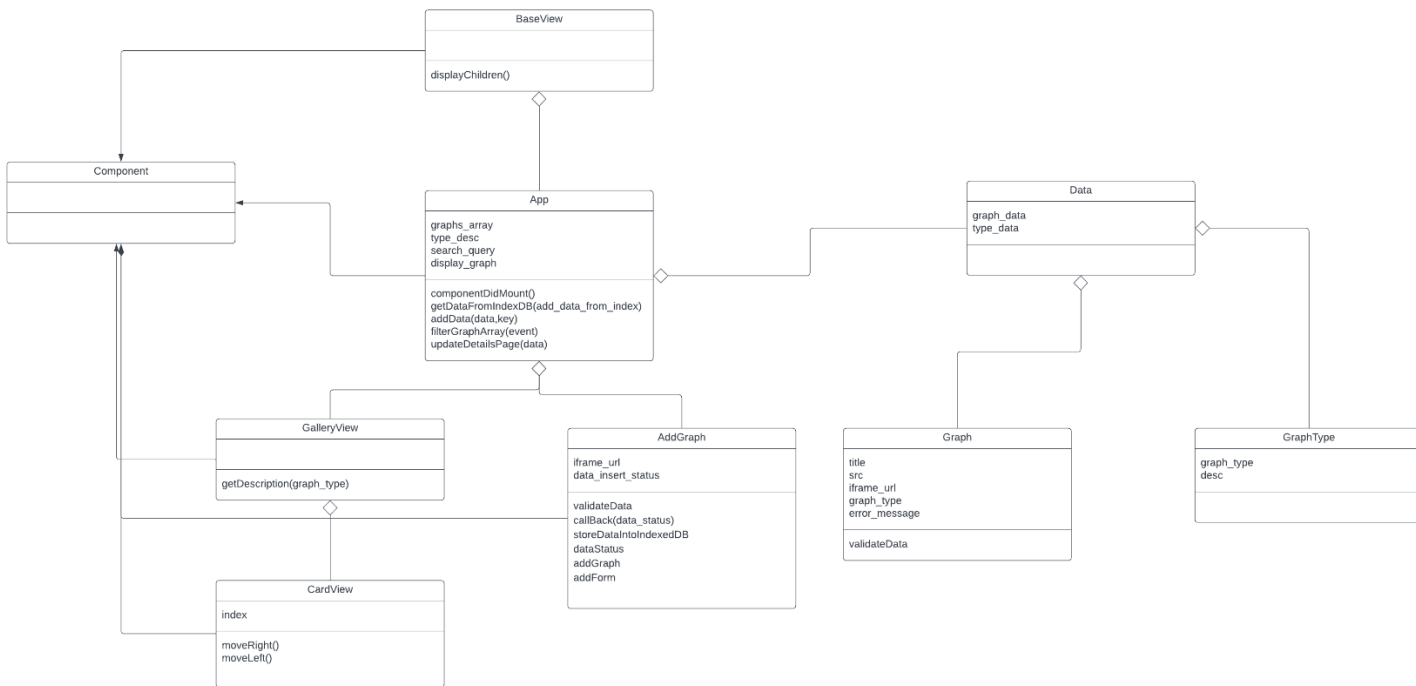 BaseView
displayChildren()
Component
App
graphs_array
type_desc
search_query
display_graph
componentDidMount()
getDataFromIndexDB(add_data_from_index)
addData(data,key)
filterGraphArray(event)
updateDetailsPage(data)
Data
graph_data
type_data
GalleryView
getDescription(graph_type)
AddGraph
iframe_url
data_insert_status
validateData
callBack(data_status)
storeDataIntoIndexedDB
dataStatus
addGraph
addForm
Graph
title
src
iframe_url
graph_type
error_message
validateData
GraphType
graph_type
desc
CardView
index
moveRight()
moveLeft()